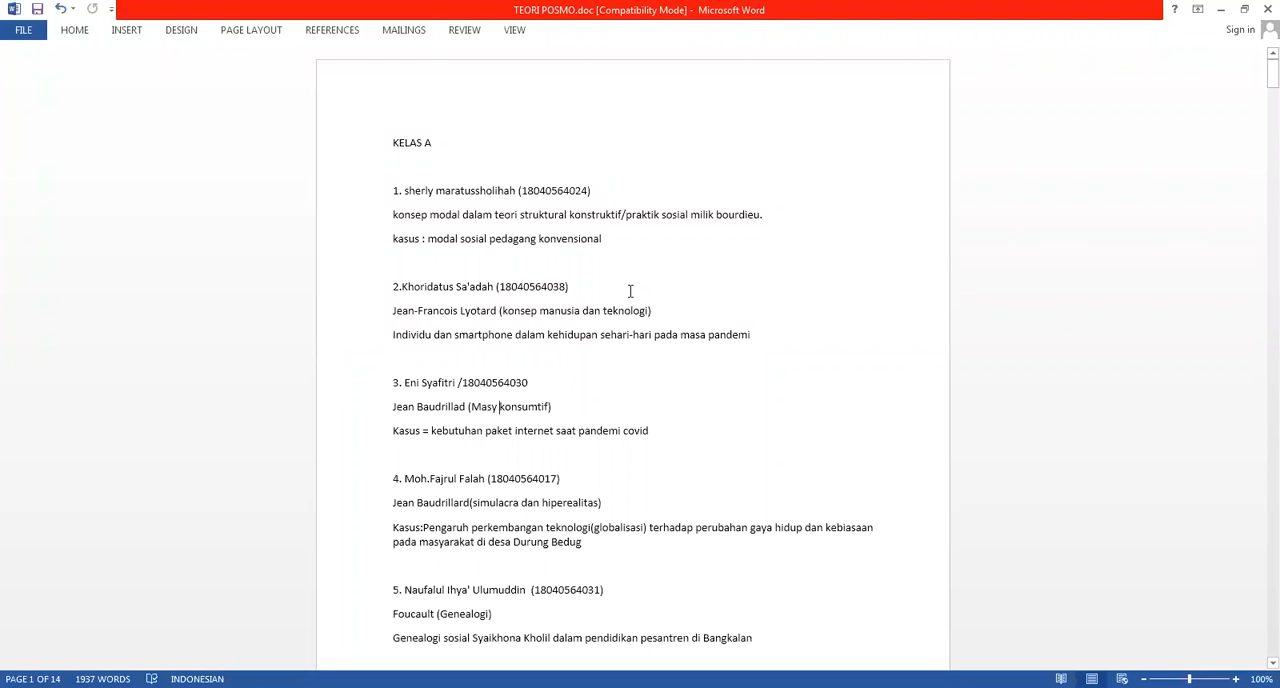 TEORI POSMO.doc [Compatibility Mode] - Microsoft Word
FILE HOME INSERT DESIGN PAGE LAYOUT REFERENCES MAILINGS REVIEW VIEW Sign in
KELAS A
1. sherly maratussholihah (18040564024)
konsep modal dalam teori struktural konstruktif/praktik sosial milik bourdieu.
kasus : modal sosial pedagang konvensional
2.Khoridatus Sa'adah (18040564038)
Jean-Francois Lyotard (konsep manusia dan teknologi)
Individu dan smartphone dalam kehidupan sehari-hari pada masa pandemi
3. Eni Syafitri /18040564030
Jean Baudrillad (Masy konsumtif)
Kasus = kebutuhan paket internet saat pandemi covid
4. Moh.Fajrul Falah (18040564017)
Jean Baudrillard(simulacra dan hiperealitas)
Kasus:Pengaruh perkembangan teknologi(globalisasi) terhadap perubahan gaya hidup dan kebiasaan
pada masyarakat di desa Durung Bedug
5. Naufalul Ihya' Ulumuddin (18040564031)
Foucault (Genealogi)
Genealogi sosial Syaikhona Kholil dalam pendidikan pesantren di Bangkalan
PAGE 1 OF 14 1937 WORDS INDONESIAN 100%